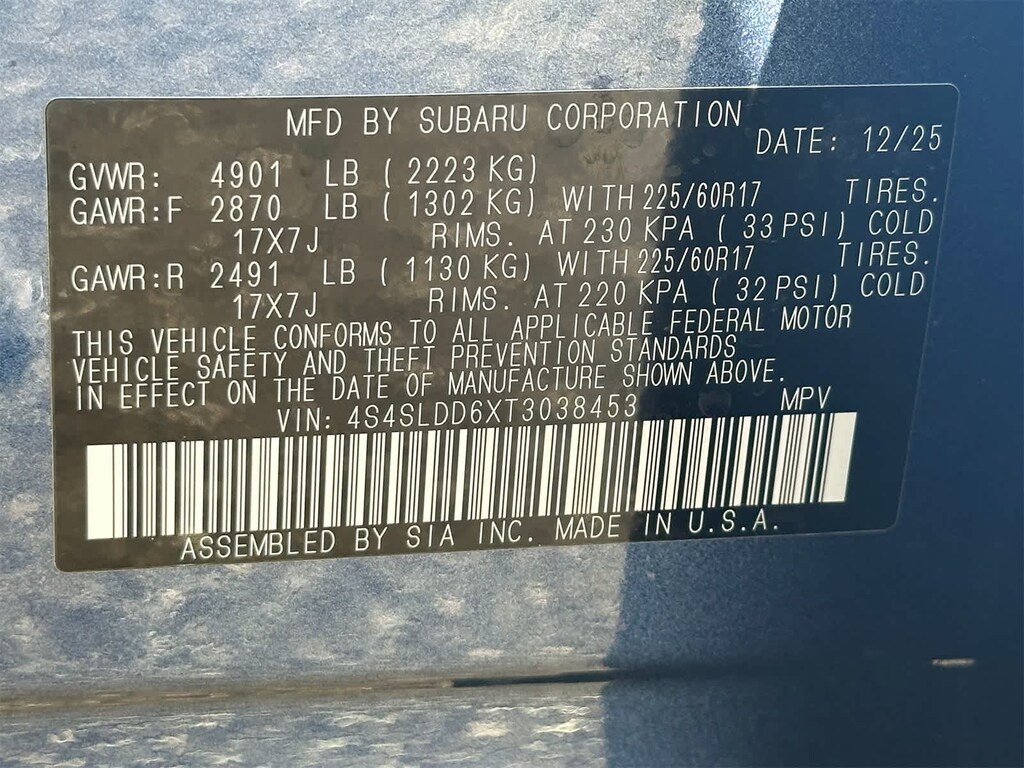 MFD BY SUBARU CORPORATION
DATE: 12/25
GVWR: 4901 LB ( 2223 KG)
GAWR:F 2870 LB ( 1302 KG) WITH 225/60R17 TIRES.
17X7J RIMS. AT 230 KPA ( 33 PSI) COLD
GAWR:R 2491 LB ( 1130 KG) WITH 225/60R17 TIRES.
17X7J RIMS. AT 220 KPA ( 32 PSI) COLD
THIS VEHICLE CONFORMS TO ALL APPLICABLE FEDERAL MOTOR
VEHICLE SAFETY AND THEFT PREVENTION STANDARDS
IN EFFECT ON THE DATE OF MANUFACTURE SHOWN ABOVE.
VIN: 4S4SLDD6XT3038453 MPV
ASSEMBLED BY SIA INC. MADE IN U.S.A.